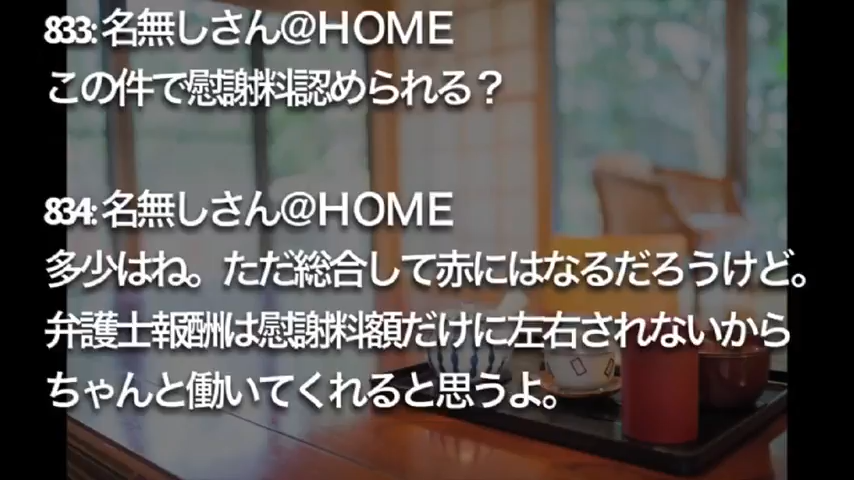 833: 名無しさん@HOME
この件で慰謝料認められる？
834: 名無しさん@HOME
多少はね。ただ総合して赤にはなるだろうけど。
弁護士報酬は慰謝料額だけに左右されないから
ちゃんと働いてくれると思うよ。